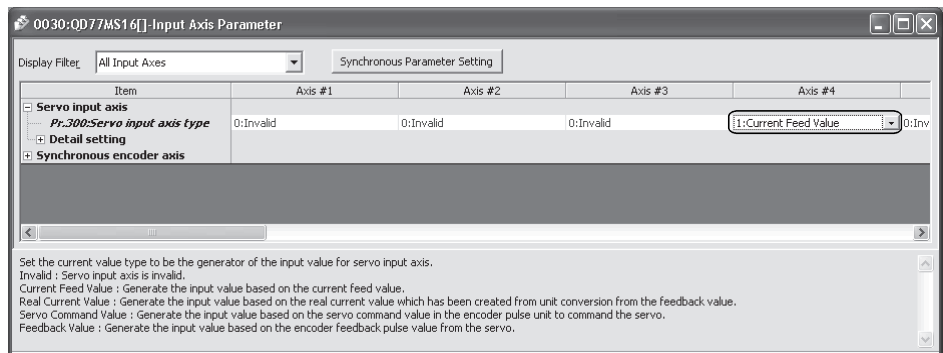 0030:QD77MS16[]-Input Axis Parameter
Display Filter All Input Axes Synchronous Parameter Setting
Item Axis #1 Axis #2 Axis #3 Axis #4
Servo input axis
Pr.300:Servo input axis type 0:Invalid 0:Invalid 0:Invalid 1:Current Feed Value 0:Inv
Detail setting
Synchronous encoder axis
Set the current value type to be the generator of the input value for servo input axis.
Invalid : Servo input axis is invalid.
Current Feed Value : Generate the input value based on the current feed value.
Real Current Value : Generate the input value based on the real current value which has been created from unit conversion from the feedback value.
Servo Command Value : Generate the input value based on the servo command value in the encoder pulse unit to command the servo.
Feedback Value : Generate the input value based on the encoder feedback pulse value from the servo.